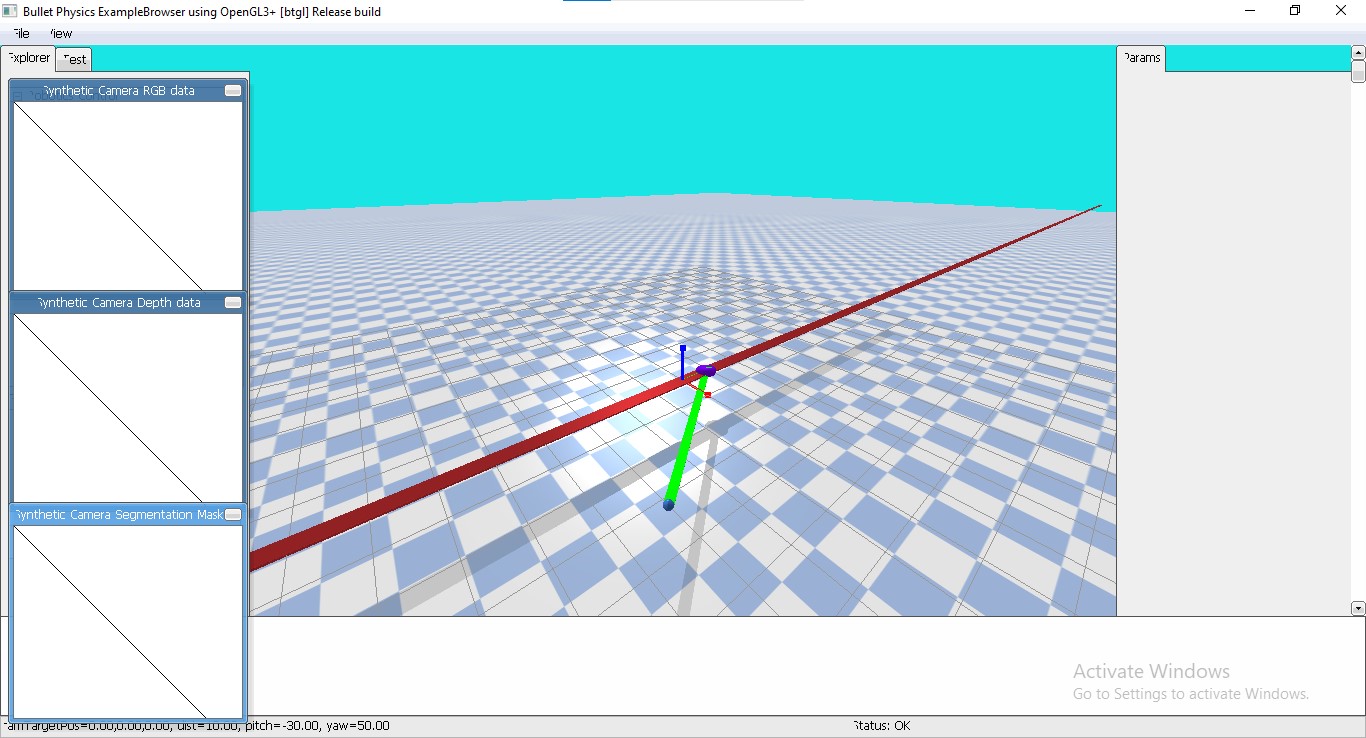 Bullet Physics ExampleBrowser using OpenGL3+ [btgl] Release build
File View
Explorer Test
Params
Synthetic Camera RGB data
Synthetic Camera Depth data
Synthetic Camera Segmentation Mask
Activate Windows
Go to Settings to activate Windows.
camTargetPos=0.00,0.00,0.00, dist=10.00, pitch=-30.00, yaw=50.00
Status: OK